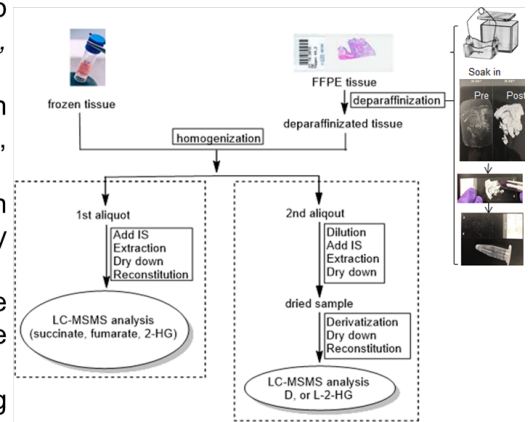 Soak in
Pre
Post
FFPE tissue
frozen tissue
deparaffinization
deparaffinizated tissue
homogenization
1st aliquot
Add IS
Extraction
Dry down
Reconstitution
LC-MSMS analysis
(succinate, fumarate, 2-HG)
2nd aliqout
Dilution
Add IS
Extraction
Dry down
dried sample
Derivatization
Dry down
Reconstitution
LC-MSMS analysis
D, or L-2-HG